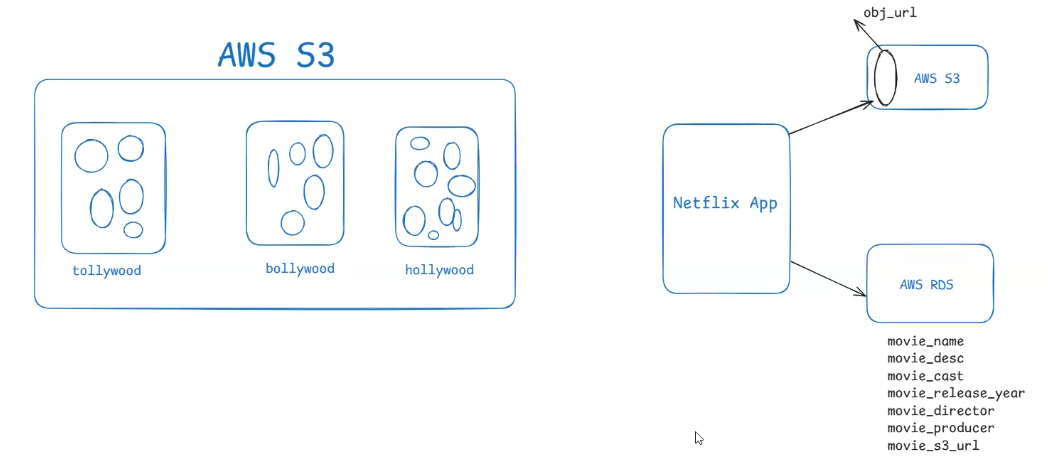 AWS S3
tollywood
bollywood
hollywood
obj_url
AWS S3
Netflix App
AWS RDS
movie_name
movie_desc
movie_cast
movie_release_year
movie_director
movie_producer
movie_s3_url